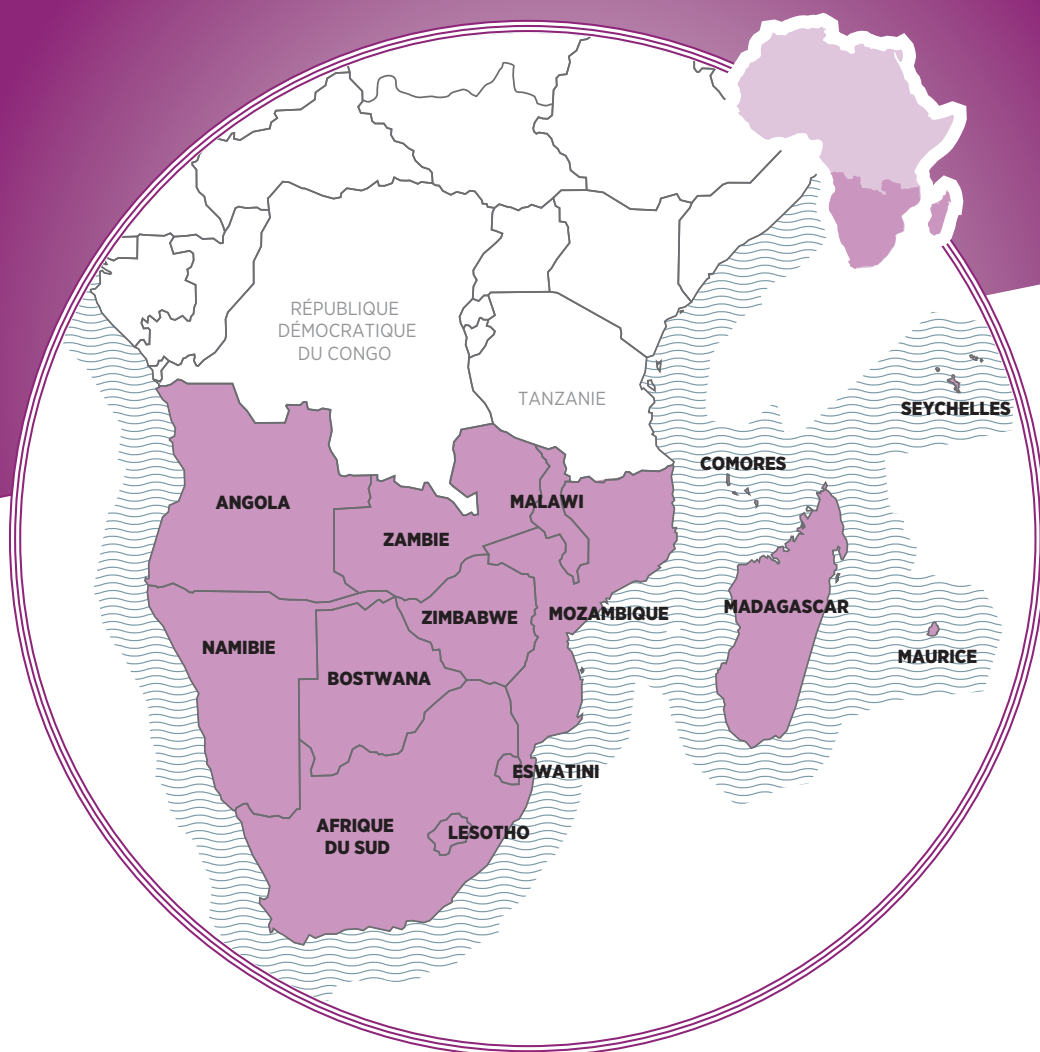 RÉPUBLIQUE
DÉMOCRATIQUE
DU CONGO
TANZANIE
SEYCHELLES
COMORES
ANGOLA
MALAWI
ZAMBIE
MADAGASCAR
ZIMBABWE
MOZAMBIQUE
NAMIBIE
MAURICE
BOSTWANA
ESWATINI
AFRIQUE
DU SUD
LESOTHO